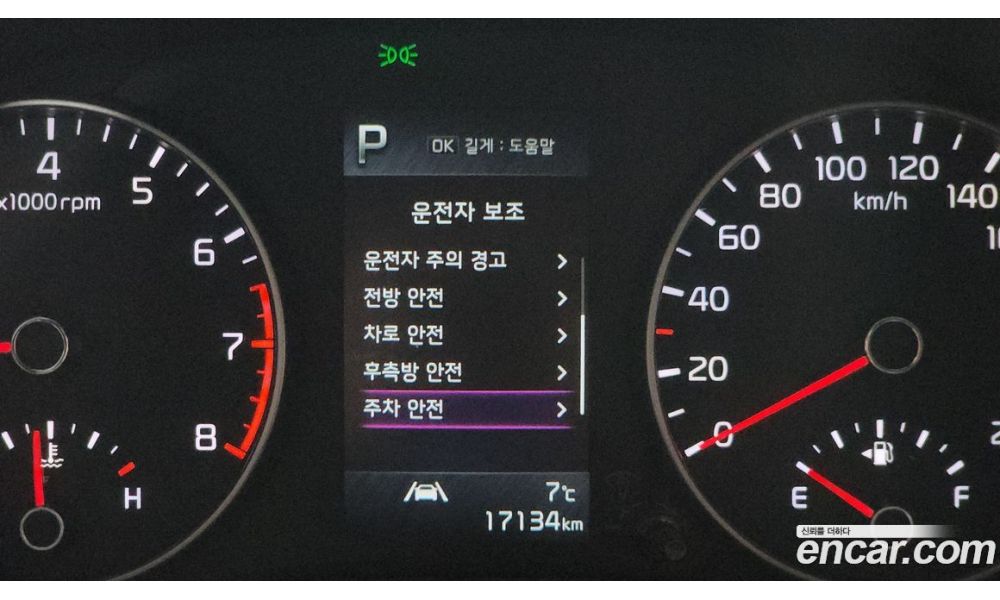 P
OK 길게 : 도움말
운전자 보조
운전자 주의 경고
전방 안전
차로 안전
후측방 안전
주차 안전
7℃
17134km
4
5
6
7
8
x1000rpm
H
0
20
40
60
80
100
120
140
km/h
E
F
신뢰를 더하다
encar.com